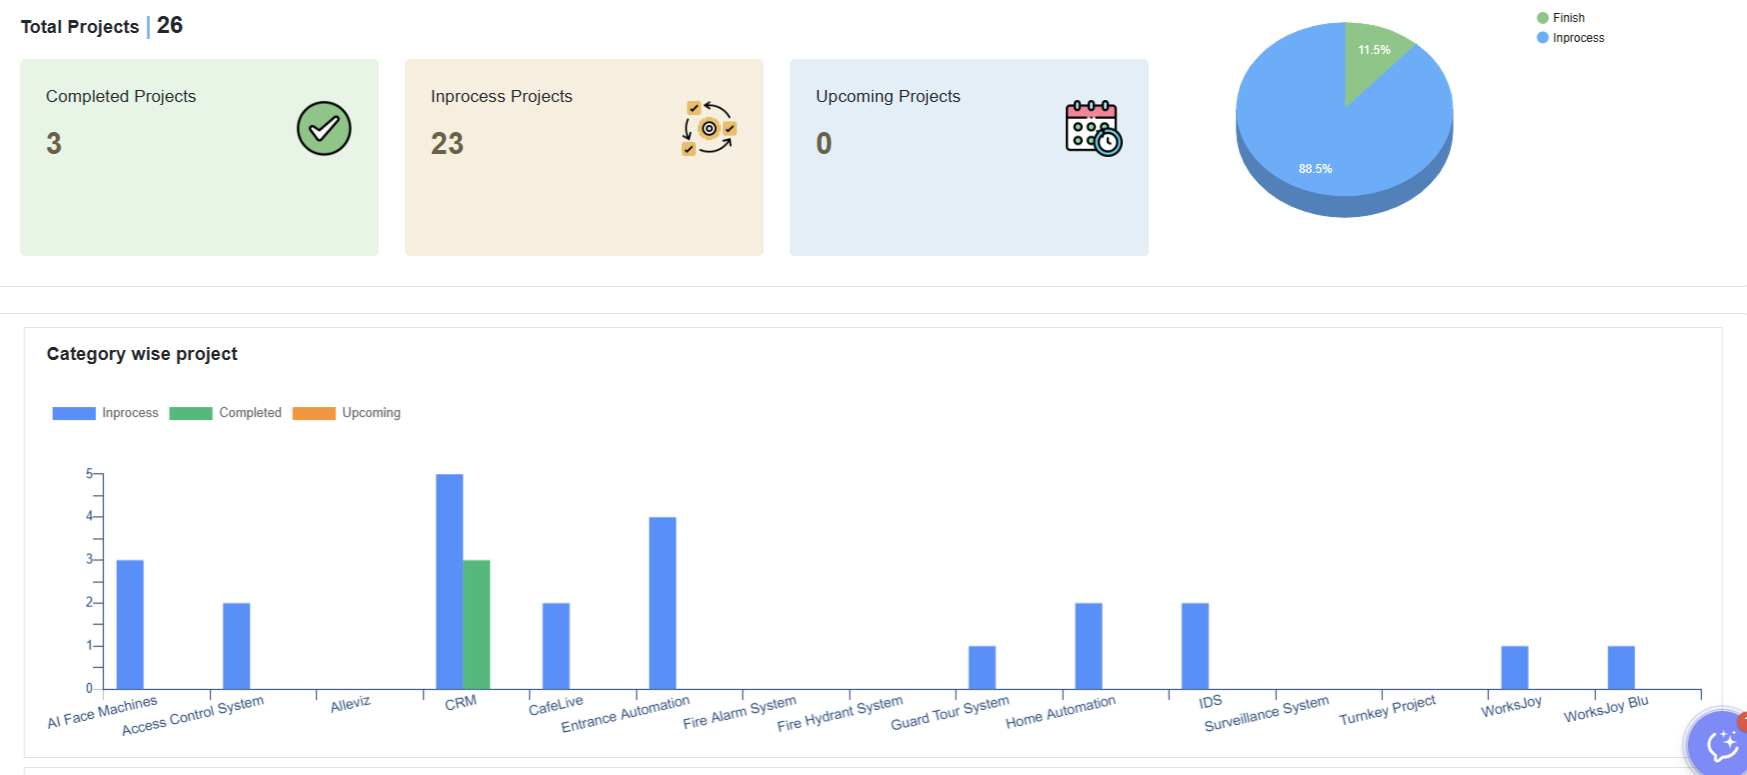 Total Projects | 26
Completed Projects
3
Inprocess Projects
23
Upcoming Projects
0
11.5%
88.5%
Finish
Inprocess
Category wise project
Inprocess Completed Upcoming
5
4
3
2
1
0
AI Face Machines
Access Control System
Alleviz
CRM
CafeLive
Entrance Automation
Fire Alarm System
Fire Hydrant System
Guard Tour System
Home Automation
IDS
Surveillance System
Turnkey Project
WorksJoy
WorksJoy Blu